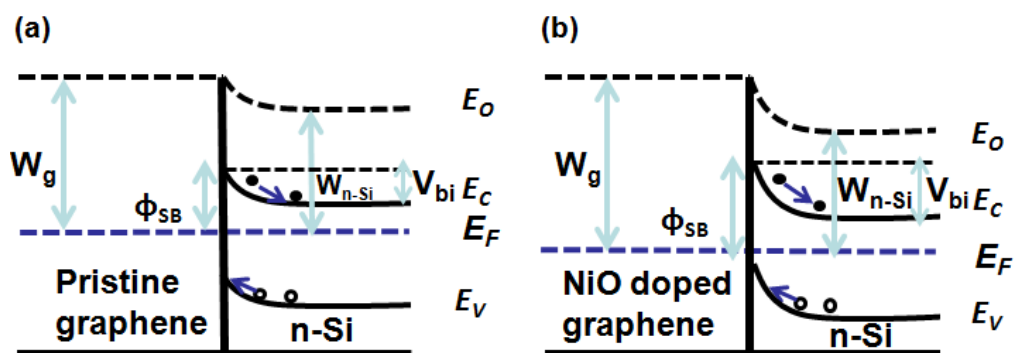 (a)
E_O
W_g
W_n-Si
V_bi
E_C
ϕ_SB
E_F
Pristine
graphene
E_V
n-Si
(b)
E_O
W_g
W_n-Si
V_bi
E_C
ϕ_SB
E_F
NiO doped
graphene
E_V
n-Si